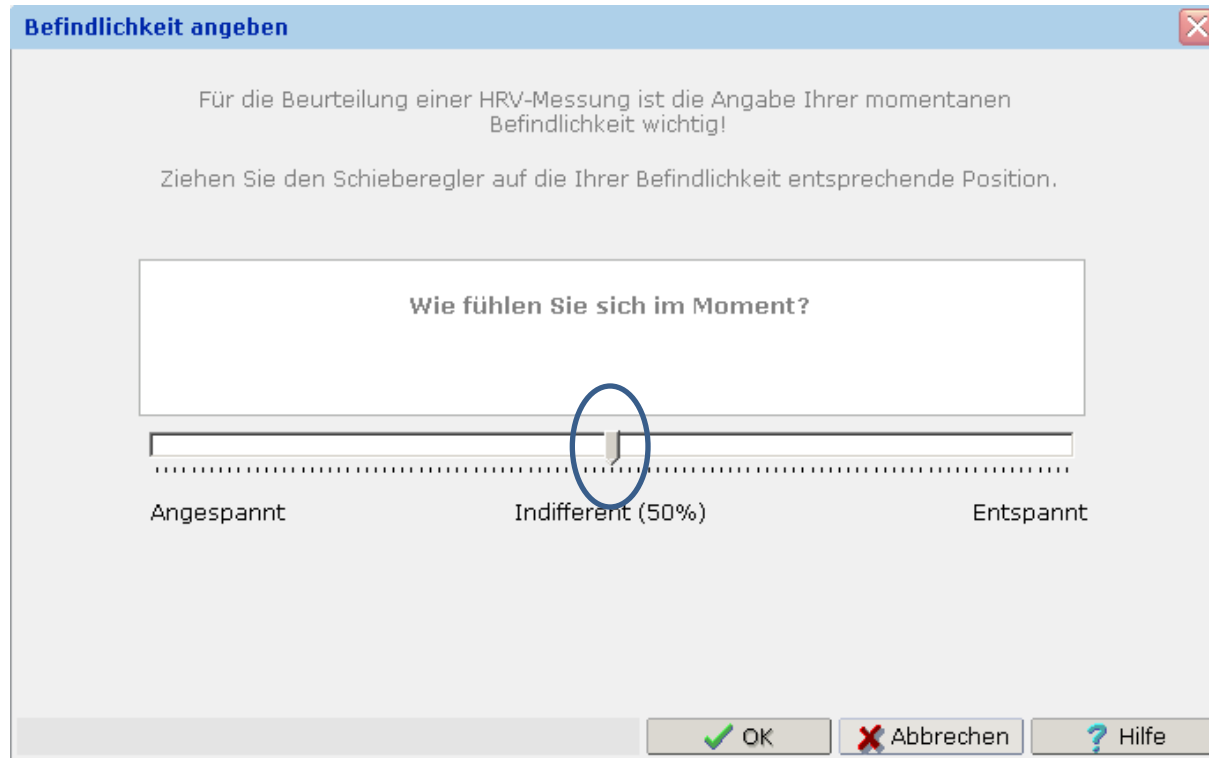 Befindlichkeit angeben
Für die Beurteilung einer HRV-Messung ist die Angabe Ihrer momentanen
Befindlichkeit wichtig!
Ziehen Sie den Schieberegler auf die Ihrer Befindlichkeit entsprechende Position.
Wie fühlen Sie sich im Moment?
Angespannt Indifferent (50%) Entspannt
OK Abbrechen ? Hilfe